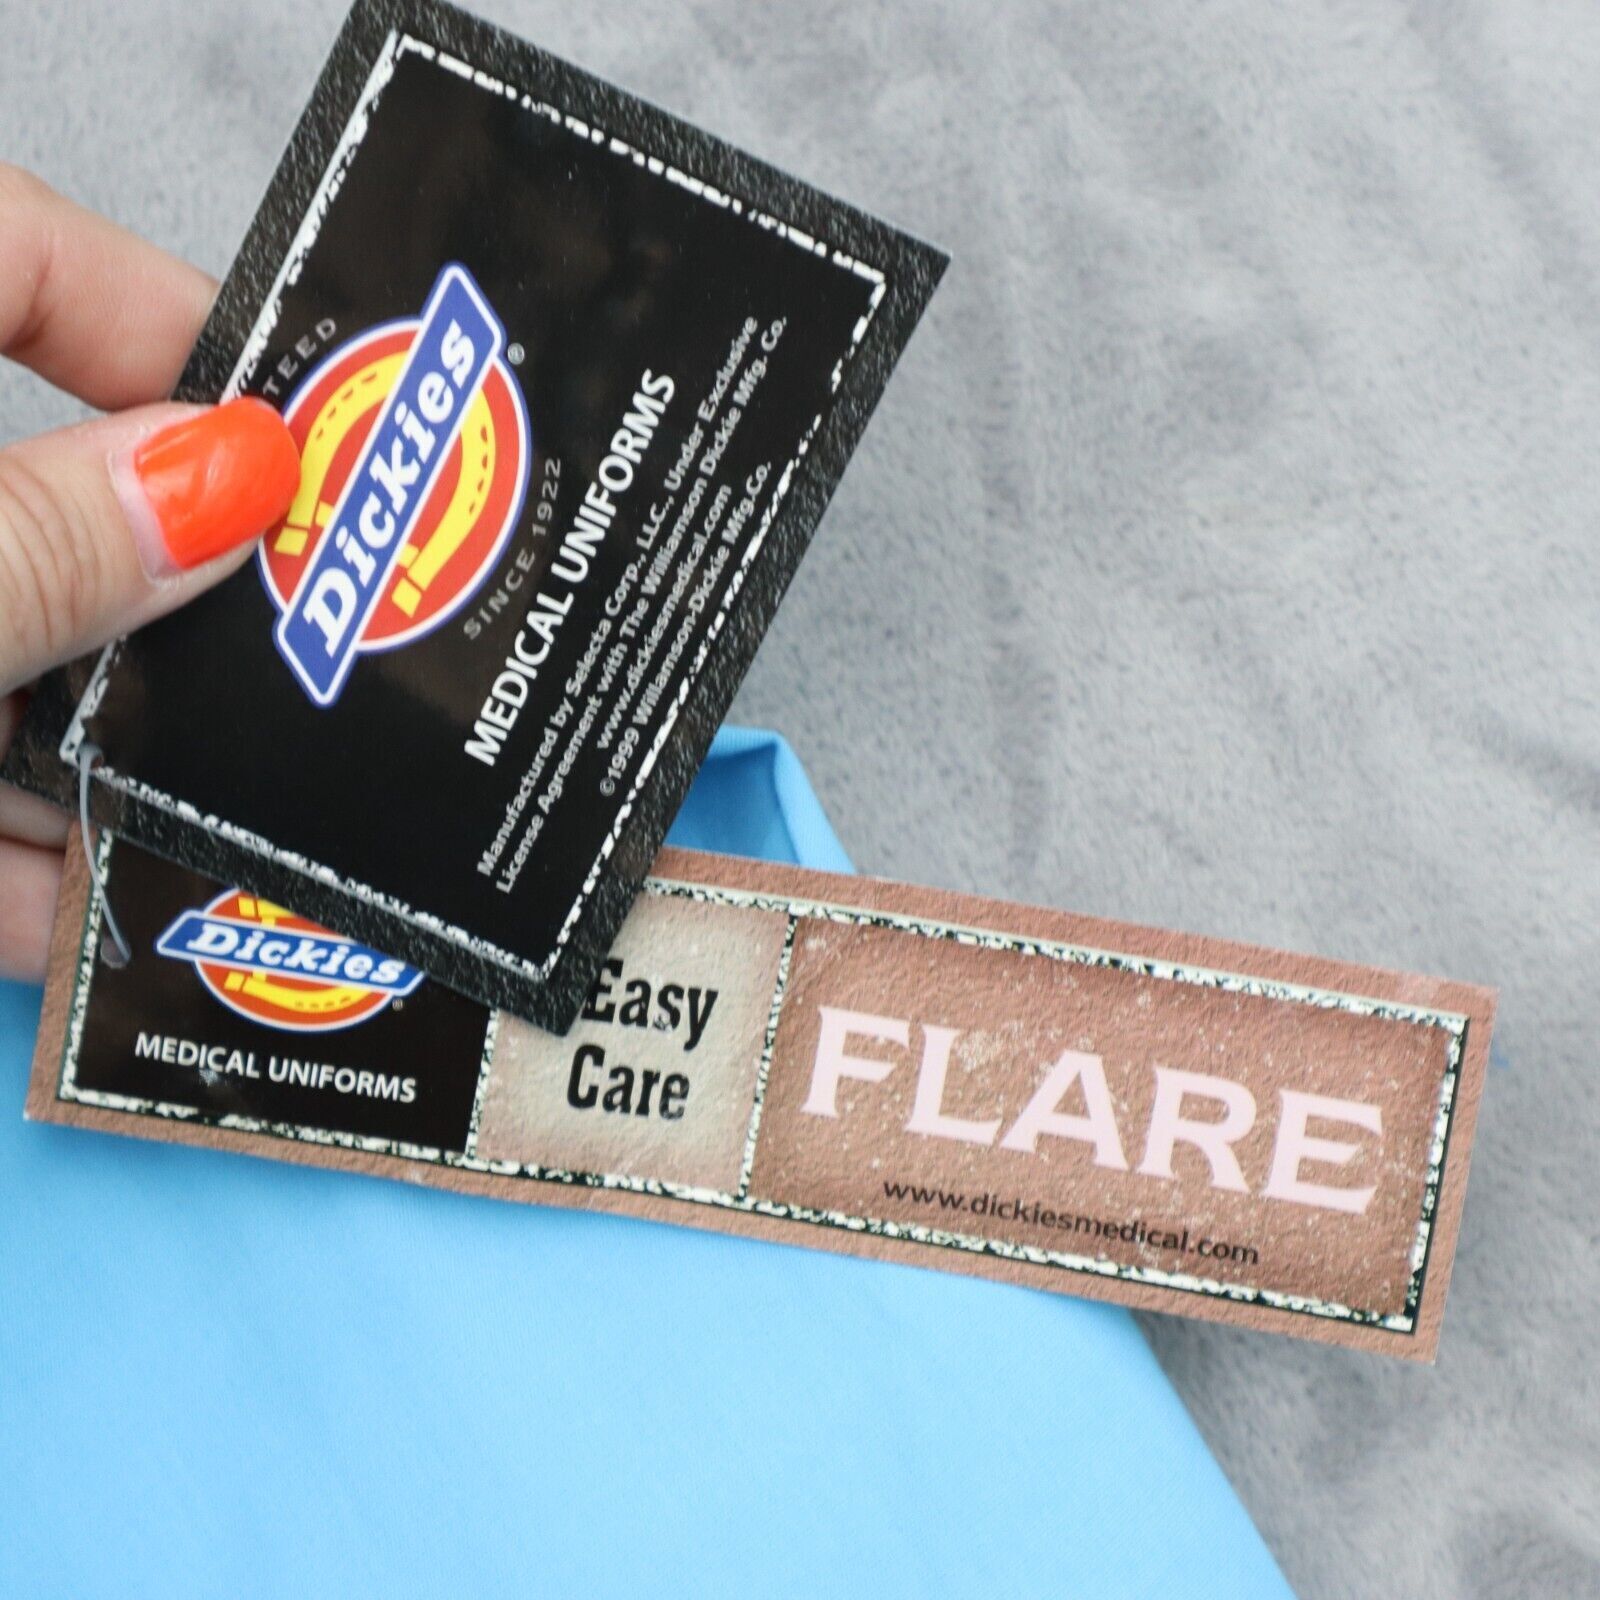 TEED
Dickies
®
SINCE 1922
MEDICAL UNIFORMS
Manufactured by Selecta Corp., LLC., Under Exclusive
License Agreement with The Williamson Dickie Mfg. Co.
www.dickiesmedical.com
©1999 Williamson-Dickie Mfg.Co.
Dickies
®
MEDICAL UNIFORMS
Easy
Care
FLARE
www.dickiesmedical.com